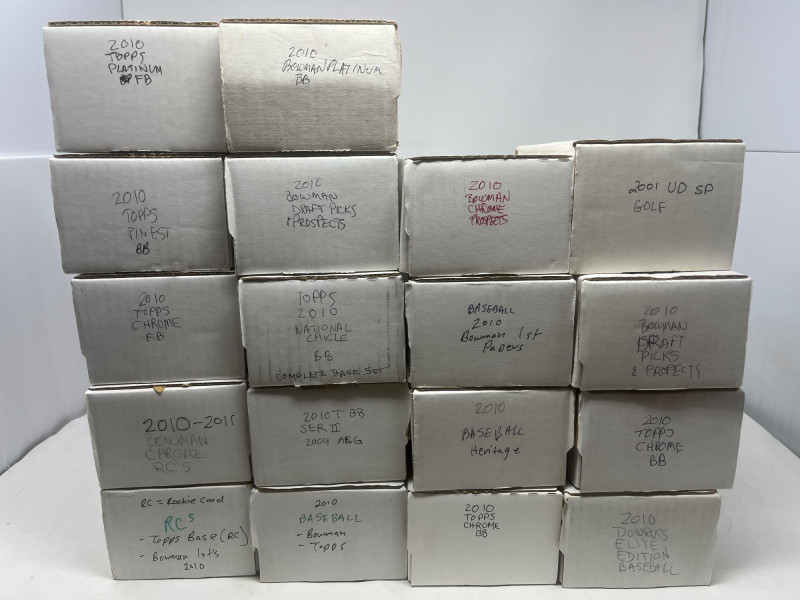 2010
TOPPS
PLATINUM
FB
2010
BOWMAN PLATINUM
BB
2010
TOPPS
FINEST
BB
2010
BOWMAN
DRAFT PICKS
& PROSPECTS
2010
BOWMAN
CHROME
PROSPECTS
2001 UD SP
GOLF
2010
TOPPS
CHROME
BB
TOPPS
2010
NATIONAL
CHICLE
BB
COMPLETE BASE SET
BASEBALL
2010
Bowman 1st
Papers
2010
BOWMAN
DRAFT
PICKS
& PROPECTS
2010-2011
BOWMAN
CHROME
RC'S
2010 T BB
SER II
2009 A&G
2010
BASEBALL
Heritage
2010
TOPPS
CHROME
BB
RC = Rookie Card
RCs
- Topps Base (RC)
- Bowman 1st's
2010
2010
BASEBALL
- Bowman
- Topps
2010
TOPPS
CHROME
BB
2010
DONRUSS
ELITE
EDITION
BASEBALL